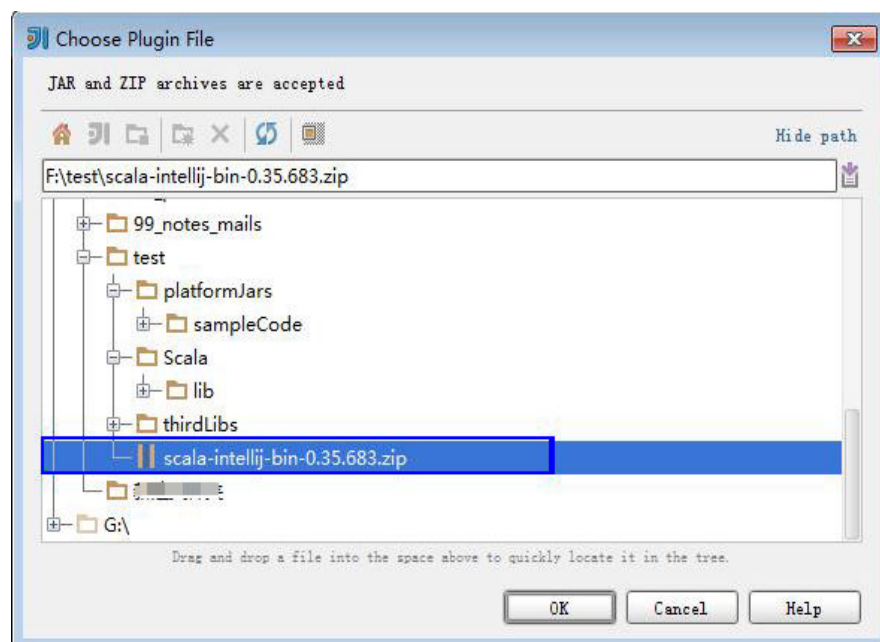 Choose Plugin File
JAR and ZIP archives are accepted
Hide path
F:\test\scala-intellij-bin-0.35.683.zip
99_notes_mails
test
platformJars
sampleCode
Scala
lib
thirdLibs
scala-intellij-bin-0.35.683.zip
G:\
Drag and drop a file into the space above to quickly locate it in the tree.
OK Cancel Help